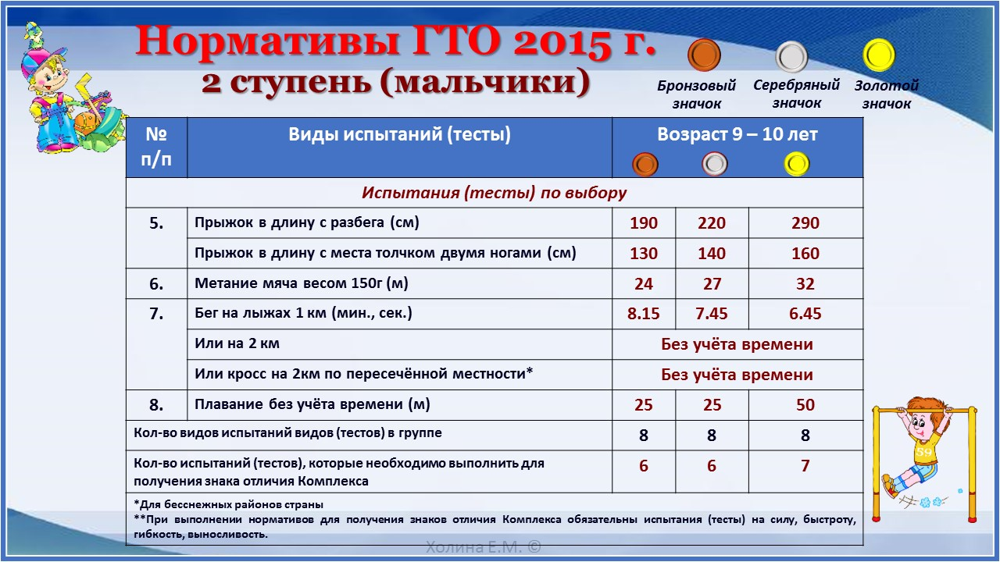 Нормативы ГТО 2015 г.
2 ступень (мальчики)
Бронзовый значок
Серебряный значок
Золотой значок
№ п/п Виды испытаний (тесты) Возраст 9 – 10 лет
Испытания (тесты) по выбору
5. Прыжок в длину с разбега (см) 190 220 290
Прыжок в длину с места толчком двумя ногами (см) 130 140 160
6. Метание мяча весом 150г (м) 24 27 32
7. Бег на лыжах 1 км (мин., сек.) 8.15 7.45 6.45
Или на 2 км Без учёта времени
Или кросс на 2км по пересечённой местности* Без учёта времени
8. Плавание без учёта времени (м) 25 25 50
Кол-во видов испытаний видов (тестов) в группе 8 8 8
Кол-во испытаний (тестов), которые необходимо выполнить для
получения знака отличия Комплекса 6 6 7
*Для бесснежных районов страны
**При выполнении нормативов для получения знаков отличия Комплекса обязательны испытания (тесты) на силу, быстроту,
гибкость, выносливость.
Холина Е.М. ©
59